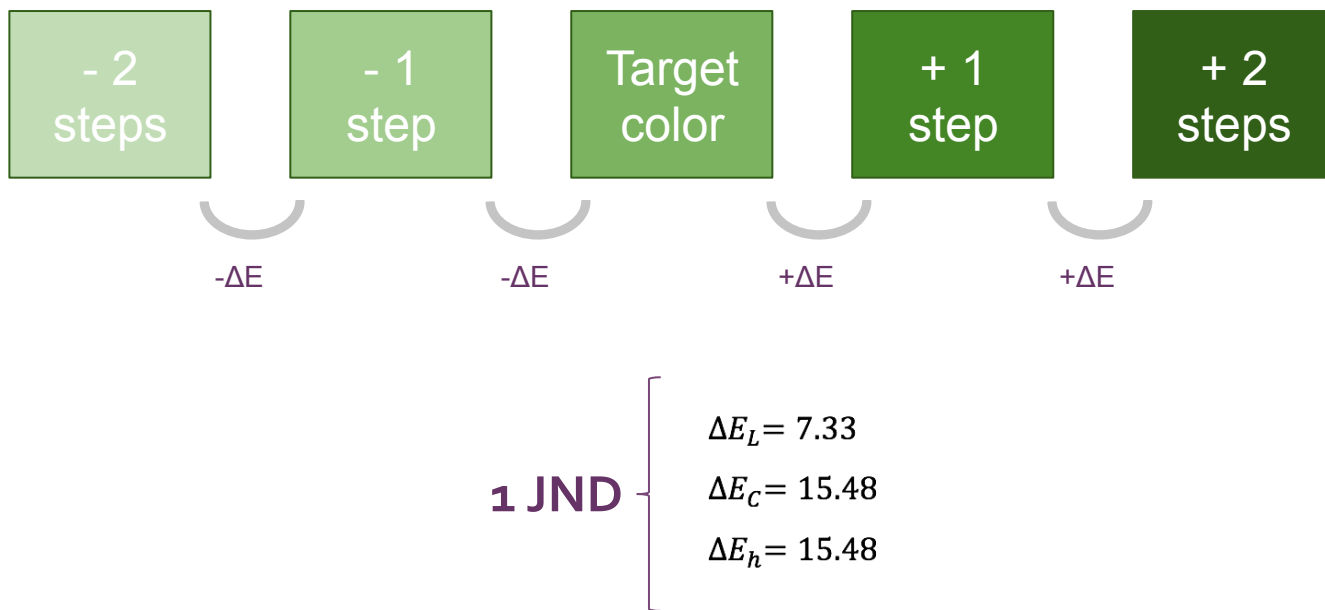 - 2
steps
- 1
step
Target
color
+ 1
step
+ 2
steps
-ΔE
-ΔE
+ΔE
+ΔE
1 JND
ΔE_L= 7.33
ΔE_C= 15.48
ΔE_h= 15.48